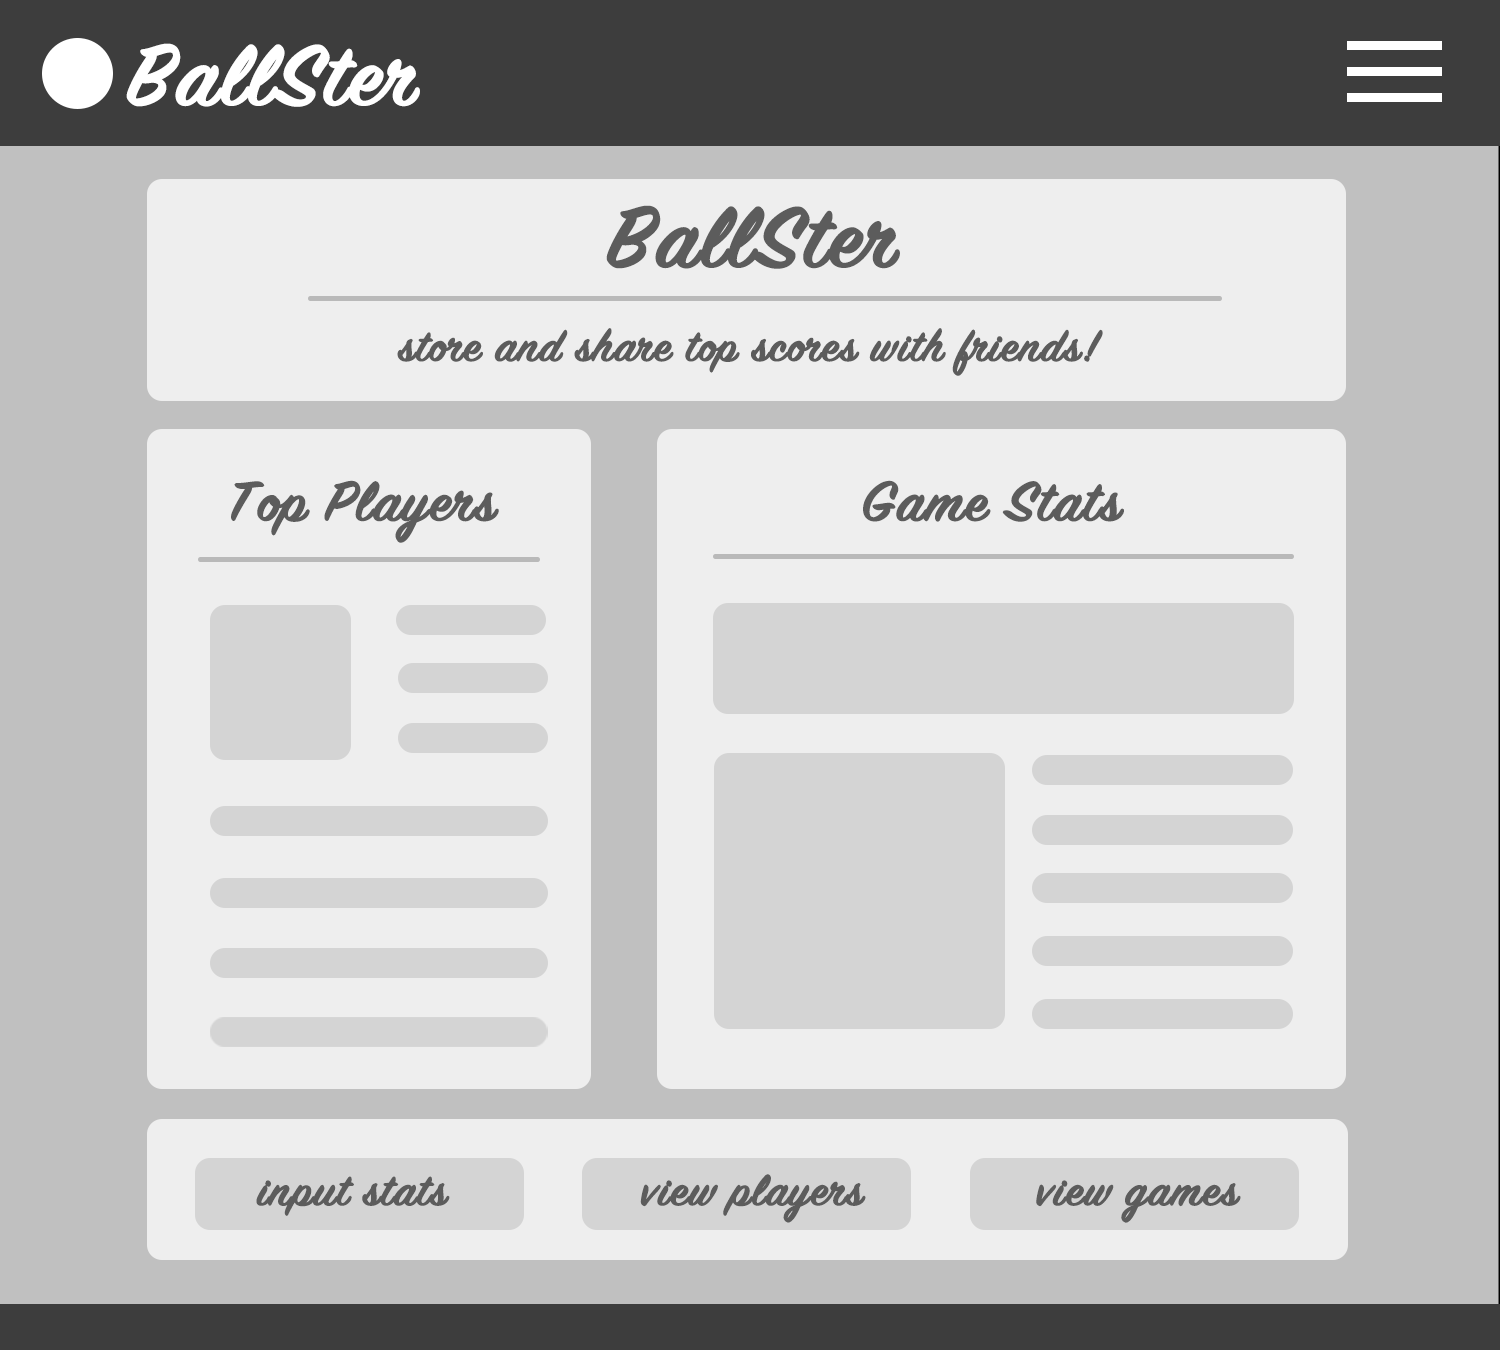 BallSter
BallSter
store and share top scores with friends!
Top Players
Game Stats
input stats
view players
view games